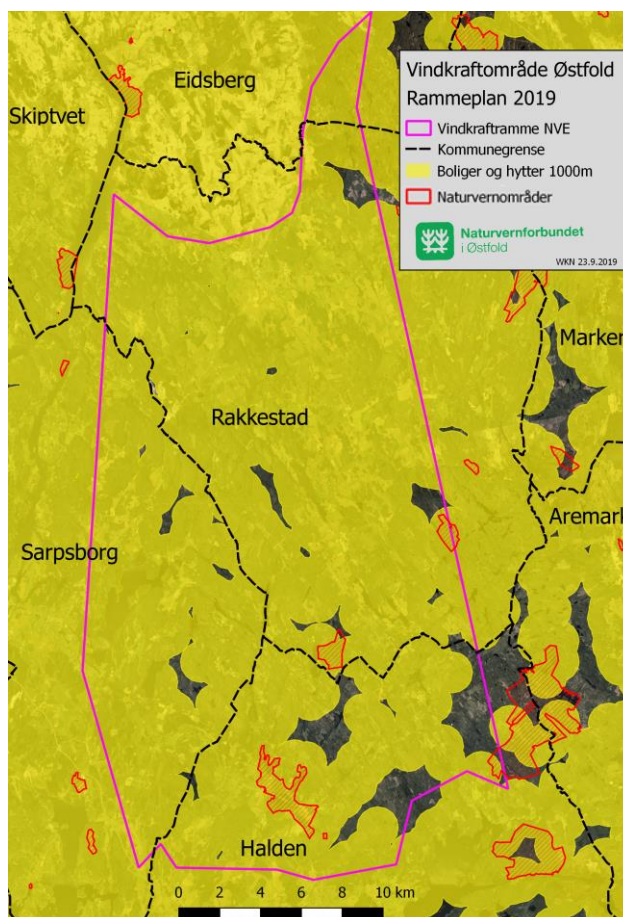 Eidsberg
Skiptvet
Vindkraftområde Østfold
Rammeplan 2019
Vindkraftramme NVE
Kommunegrense
Boliger og hytter 1000m
Naturvernområder
Naturvernforbundet
i Østfold
WKN 23.9.2019
Marker
Rakkestad
Aremark
Sarpsborg
Halden
0 2 4 6 8 10 km